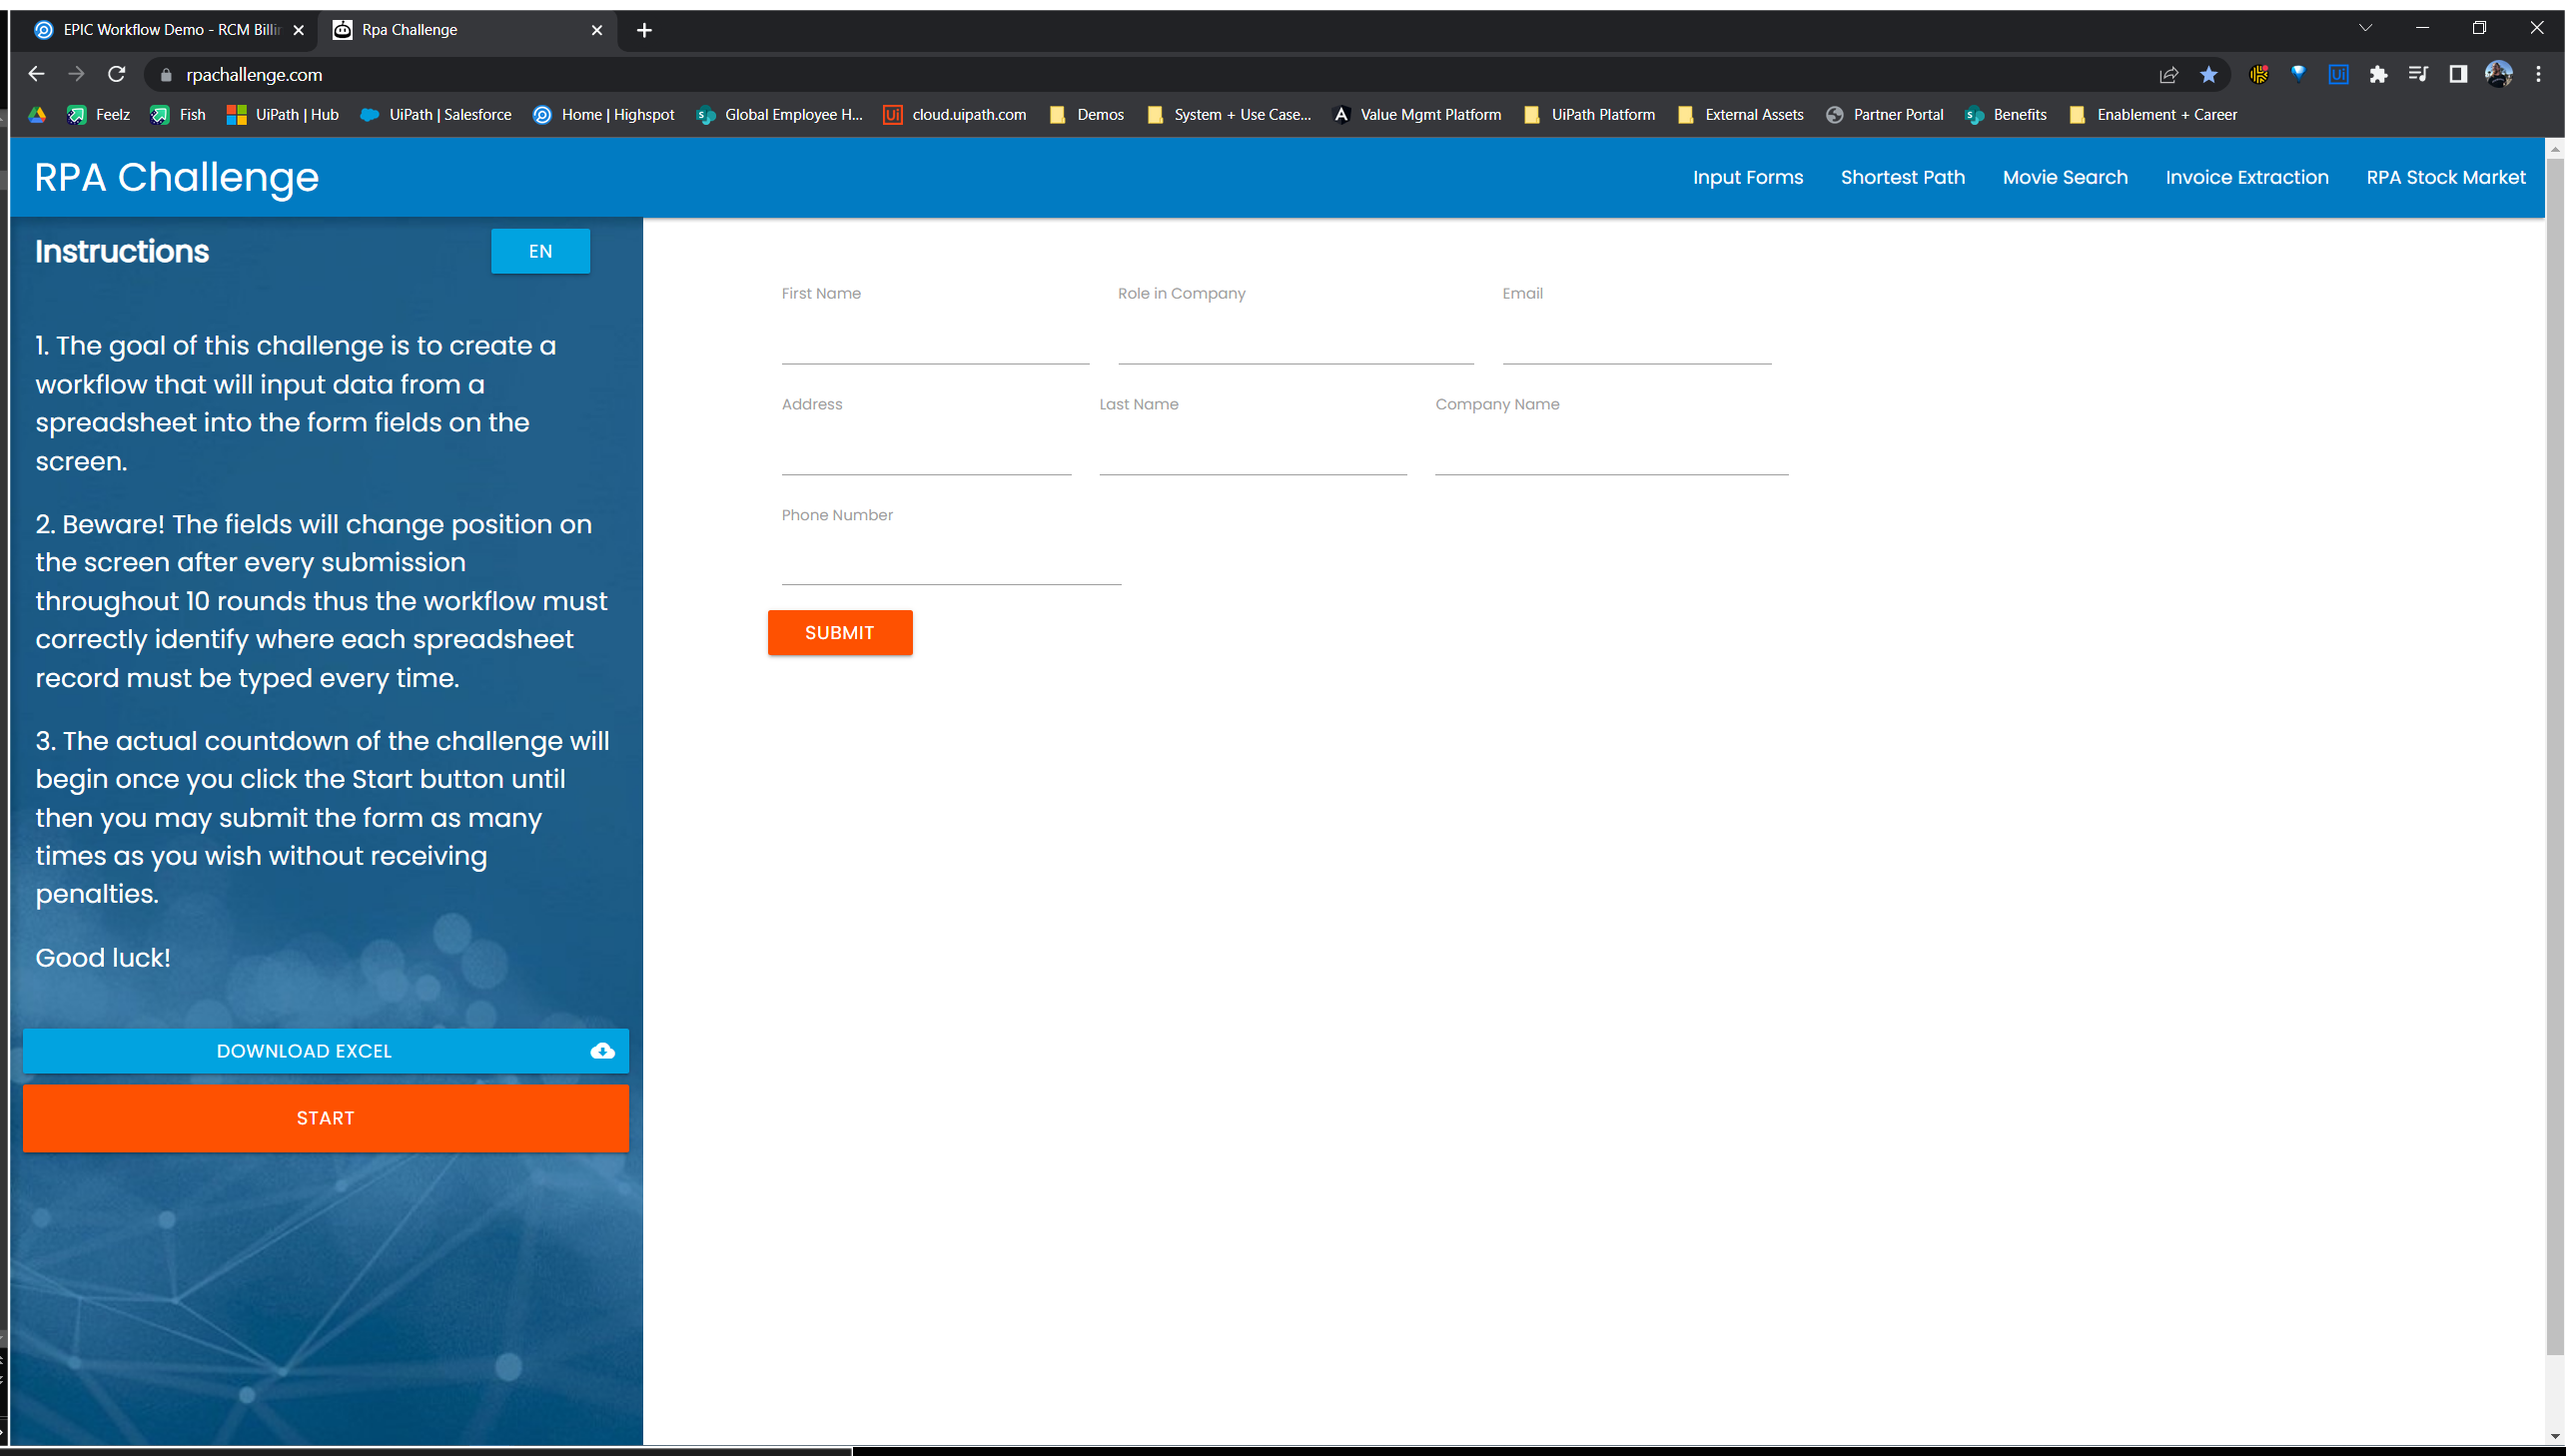 EPIC Workflow Demo - RCM Billin
Rpa Challenge
rpachallenge.com
Feelz
Fish
UiPath | Hub
UiPath | Salesforce
Home | Highspot
Global Employee H...
cloud.uipath.com
Demos
System + Use Case...
Value Mgmt Platform
UiPath Platform
External Assets
Partner Portal
Benefits
Enablement + Career
RPA Challenge
Input Forms
Shortest Path
Movie Search
Invoice Extraction
RPA Stock Market
Instructions
EN
1. The goal of this challenge is to create a
workflow that will input data from a
spreadsheet into the form fields on the
screen.
2. Beware! The fields will change position on
the screen after every submission
throughout 10 rounds thus the workflow must
correctly identify where each spreadsheet
record must be typed every time.
3. The actual countdown of the challenge will
begin once you click the Start button until
then you may submit the form as many
times as you wish without receiving
penalties.
Good luck!
DOWNLOAD EXCEL
START
First Name
Role in Company
Email
Address
Last Name
Company Name
Phone Number
SUBMIT